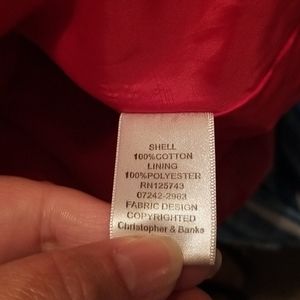 SHELL
100%COTTON
LINING
100%POLYESTER
RN125743
07242-2963
FABRIC DESIGN
COPYRIGHTED
Christopher & Banks